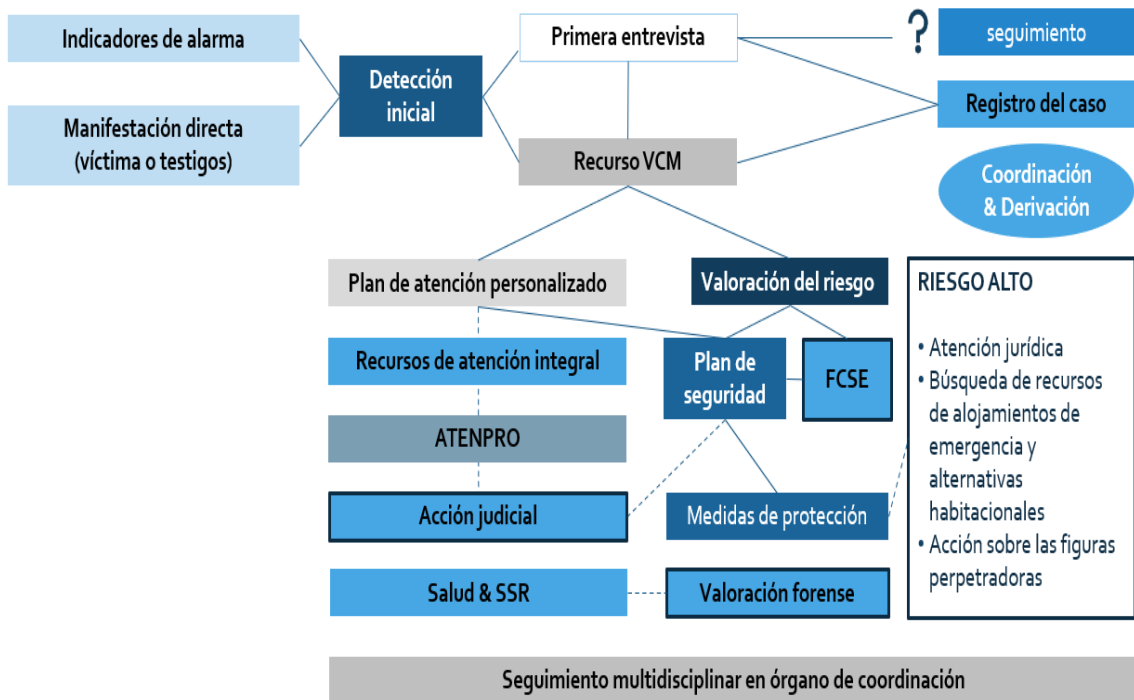 Indicadores de alarma
Manifestación directa
(víctima o testigos)
Detección
inicial
Primera entrevista
Recurso VCM
?
seguimiento
Registro del caso
Coordinación
& Derivación
Plan de atención personalizado
Valoración del riesgo
Recursos de atención integral
Plan de
seguridad
FCSE
ATENPRO
Acción judicial
Medidas de protección
Salud & SSR
Valoración forense
RIESGO ALTO
• Atención jurídica
• Búsqueda de recursos
de alojamientos de
emergencia y
alternativas
habitacionales
• Acción sobre las figuras
perpetradoras
Seguimiento multidisciplinar en órgano de coordinación